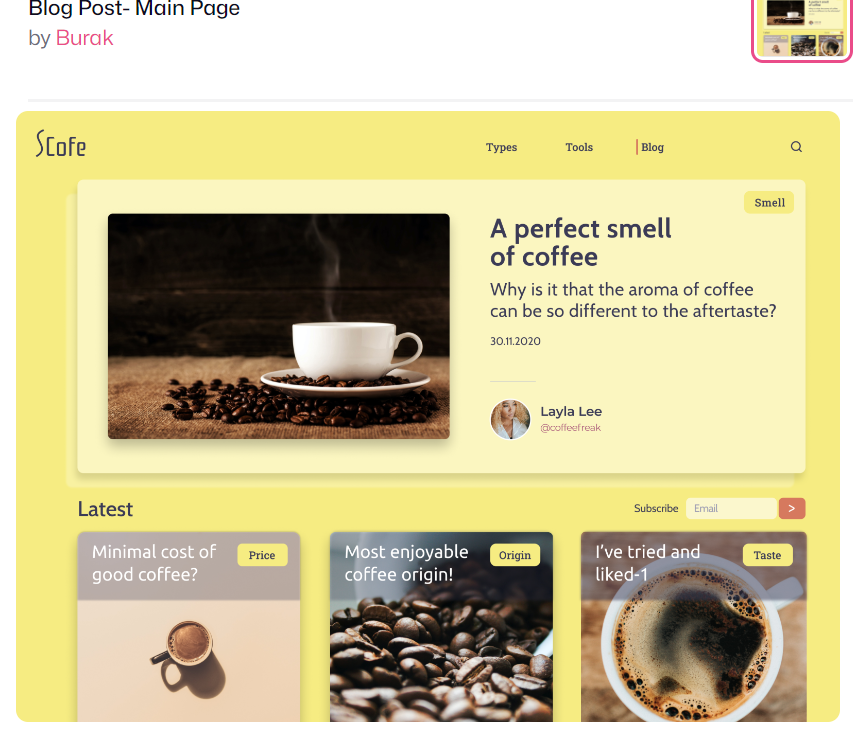 Blog Post- Main Page
by Burak
SCofe
Types Tools Blog
Smell
A perfect smell
of coffee
Why is it that the aroma of coffee
can be so different to the aftertaste?
30.11.2020
Layla Lee
@coffeefreak
Latest
Subscribe Email >
Minimal cost of
good coffee?
Price
Most enjoyable
coffee origin!
Origin
I've tried and
liked-1
Taste